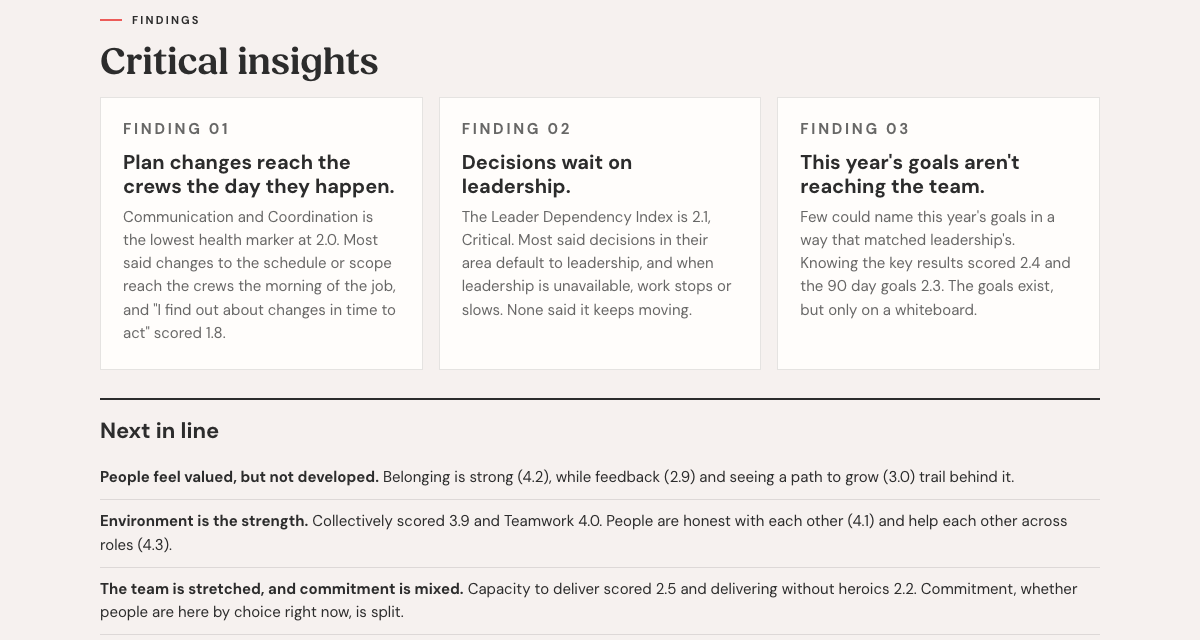 FINDINGS
Critical insights
FINDING 01
Plan changes reach the
crews the day they happen.
Communication and Coordination is
the lowest health marker at 2.0. Most
said changes to the schedule or scope
reach the crews the morning of the job,
and "I find out about changes in time to
act" scored 1.8.
FINDING 02
Decisions wait on
leadership.
The Leader Dependency Index is 2.1,
Critical. Most said decisions in their
area default to leadership, and when
leadership is unavailable, work stops or
slows. None said it keeps moving.
FINDING 03
This year's goals aren't
reaching the team.
Few could name this year's goals in a
way that matched leadership's.
Knowing the key results scored 2.4 and
the 90 day goals 2.3. The goals exist,
but only on a whiteboard.
Next in line
People feel valued, but not developed. Belonging is strong (4.2), while feedback (2.9) and seeing a path to grow (3.0) trail behind it.
Environment is the strength. Collectively scored 3.9 and Teamwork 4.0. People are honest with each other (4.1) and help each other across
roles (4.3).
The team is stretched, and commitment is mixed. Capacity to deliver scored 2.5 and delivering without heroics 2.2. Commitment, whether
people are here by choice right now, is split.